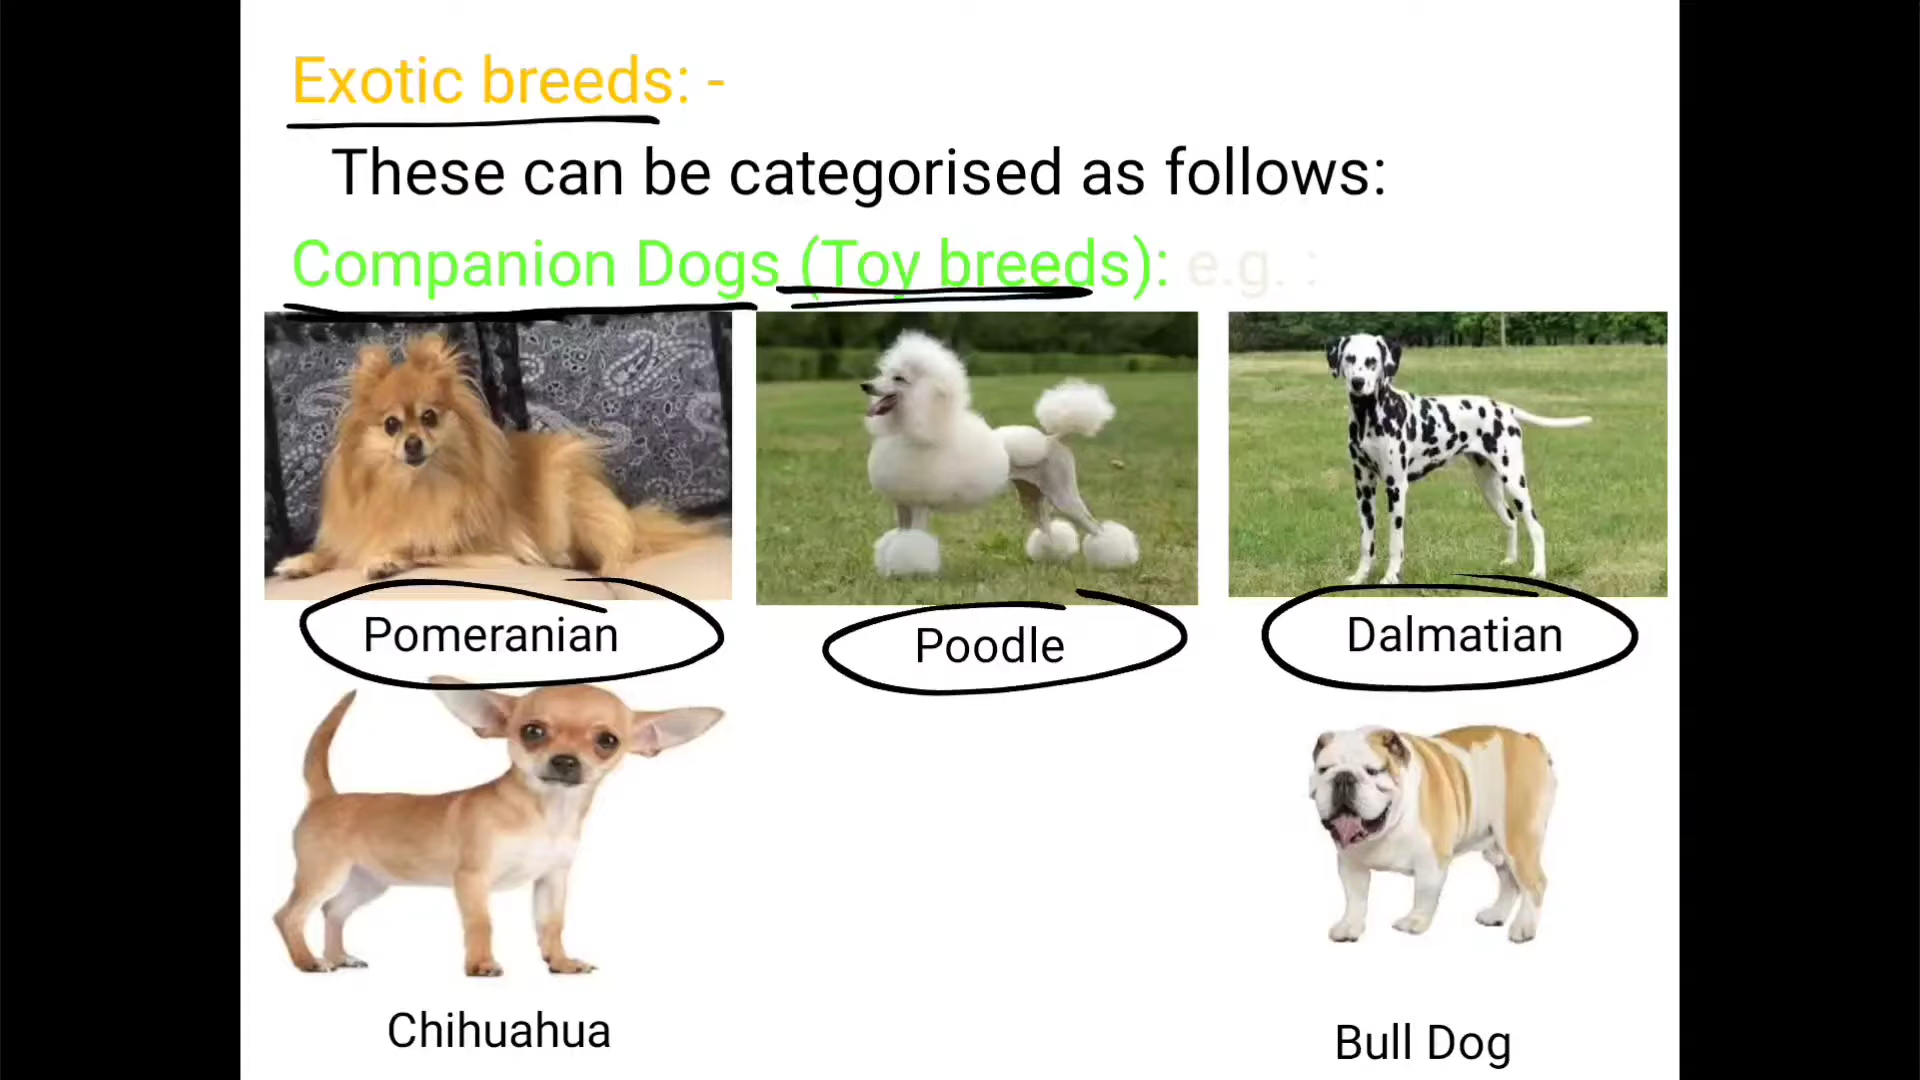 Exotic breeds: -
These can be categorised as follows:
Companion Dogs (Toy breeds): e.g. :
Pomeranian
Poodle
Dalmatian
Chihuahua
Bull Dog